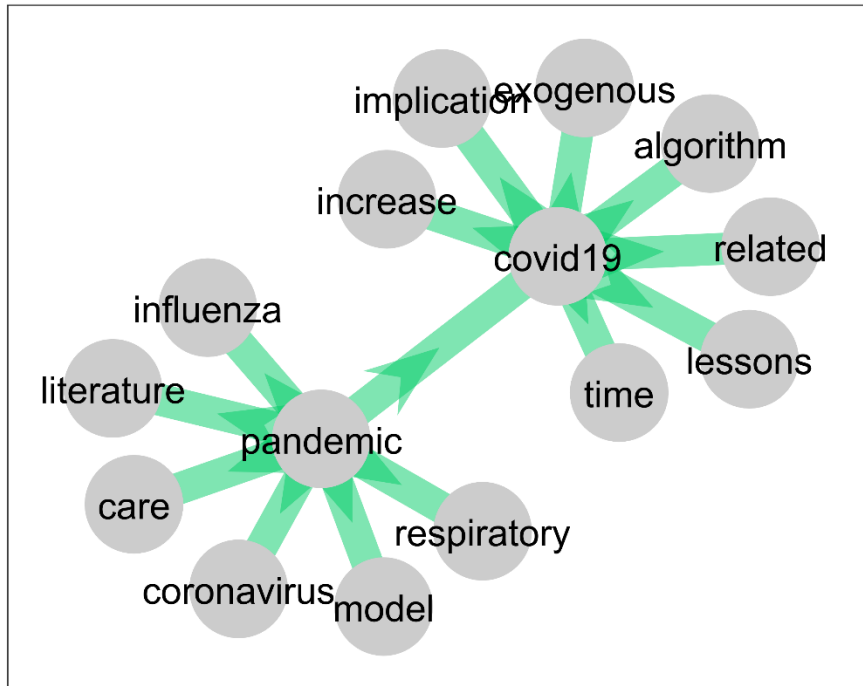 exogenous
implication
algorithm
increase
related
covid19
influenza
lessons
literature
time
pandemic
care
respiratory
coronavirus
model